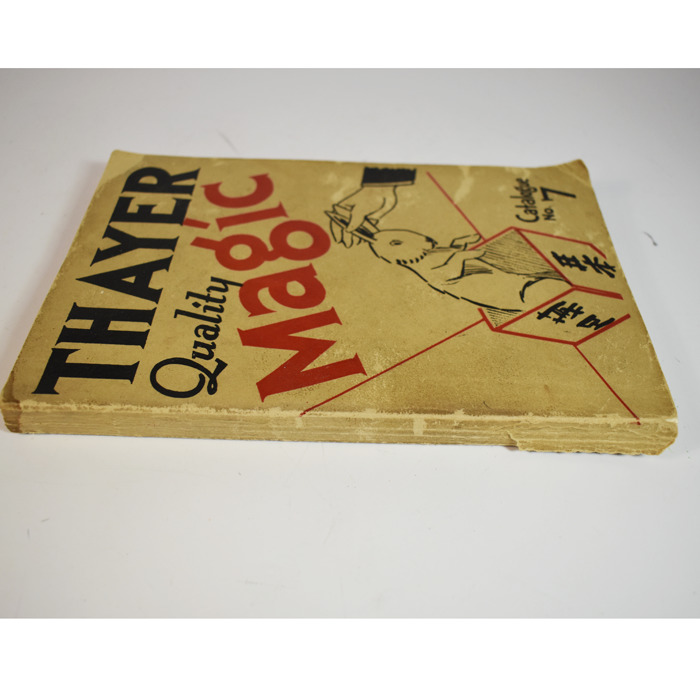 THAYER
Quality
Magic
Catalogue
No. 7